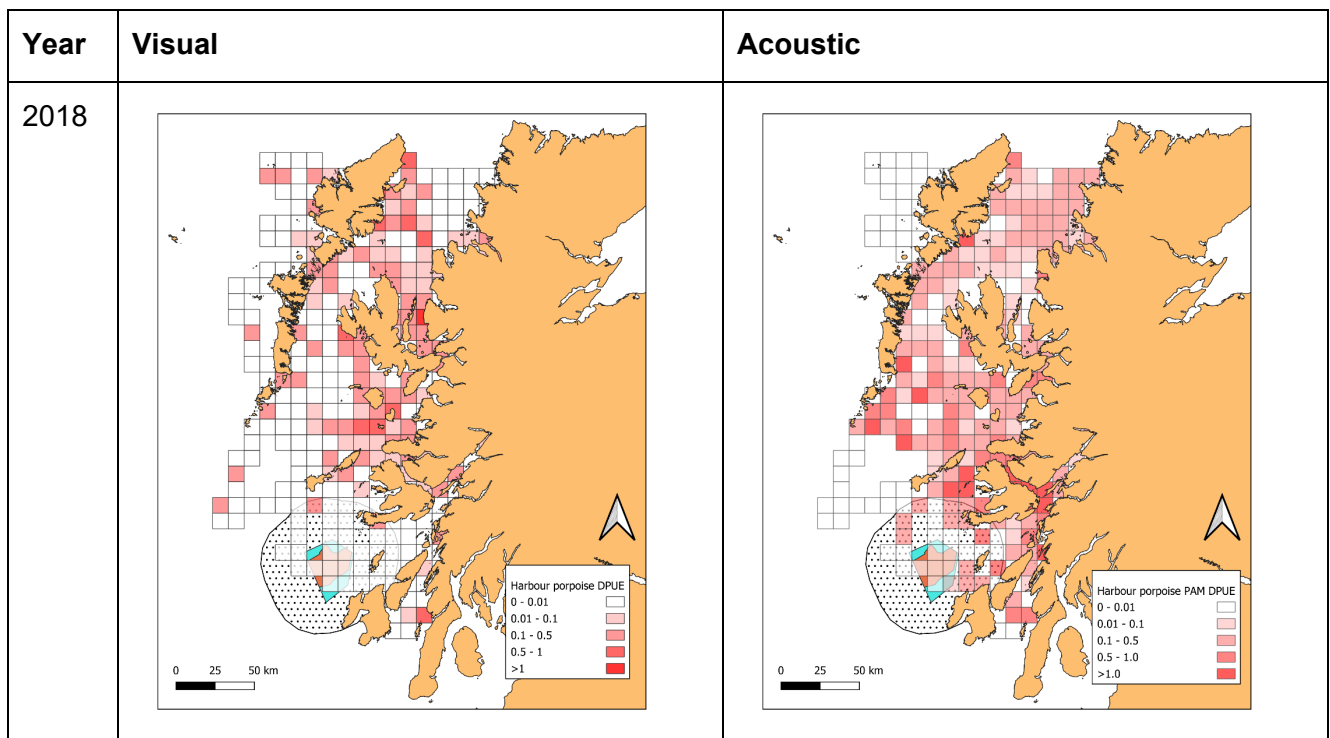 Year Visual Acoustic
2018
Harbour porpoise DPUE
0 - 0.01
0.01 - 0.1
0.1 - 0.5
0.5 - 1
>1
0 25 50 km
Harbour porpoise PAM DPUE
0 - 0.01
0.01 - 0.1
0.1 - 0.5
0.5 - 1.0
>1.0
0 25 50 km